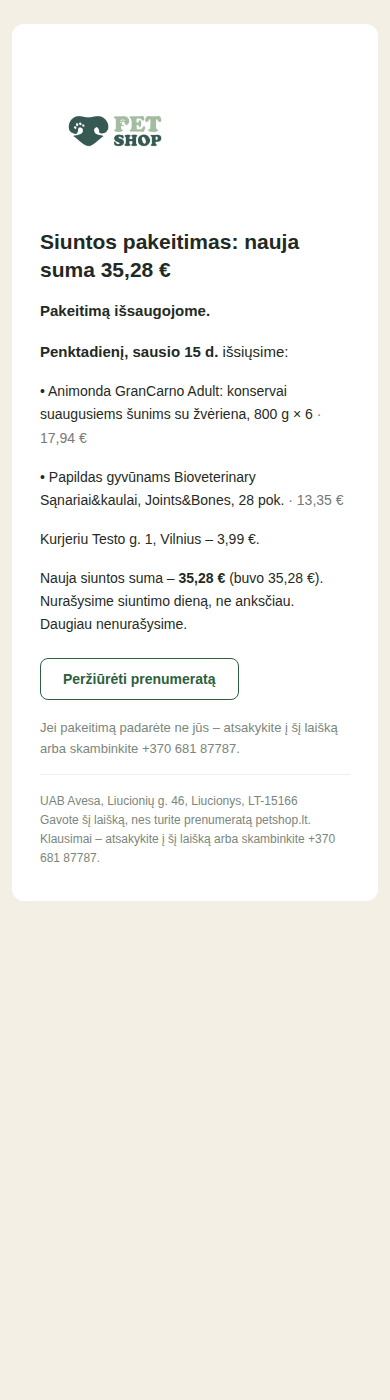 PET
SHOP
Siuntos pakeitimas: nauja
suma 35,28 €
Pakeitimą išsaugojome.
Penktadienį, sausio 15 d. išsiųsime:
• Animonda GranCarno Adult: konservai
suaugusiems šunims su žvėriena, 800 g × 6 ·
17,94 €
• Papildas gyvūnams Bioveterinary
Sąnariai&kaulai, Joints&Bones, 28 pok. · 13,35 €
Kurjeriu Testo g. 1, Vilnius – 3,99 €.
Nauja siuntos suma – 35,28 € (buvo 35,28 €).
Nurašysime siuntimo dieną, ne anksčiau.
Daugiau nenurašysime.
Peržiūrėti prenumeratą
Jei pakeitimą padarėte ne jūs – atsakykite į šį laišką
arba skambinkite +370 681 87787.
UAB Avesa, Liucionių g. 46, Liucionys, LT-15166
Gavote šį laišką, nes turite prenumeratą petshop.lt.
Klausimai – atsakykite į šį laišką arba skambinkite +370
681 87787.